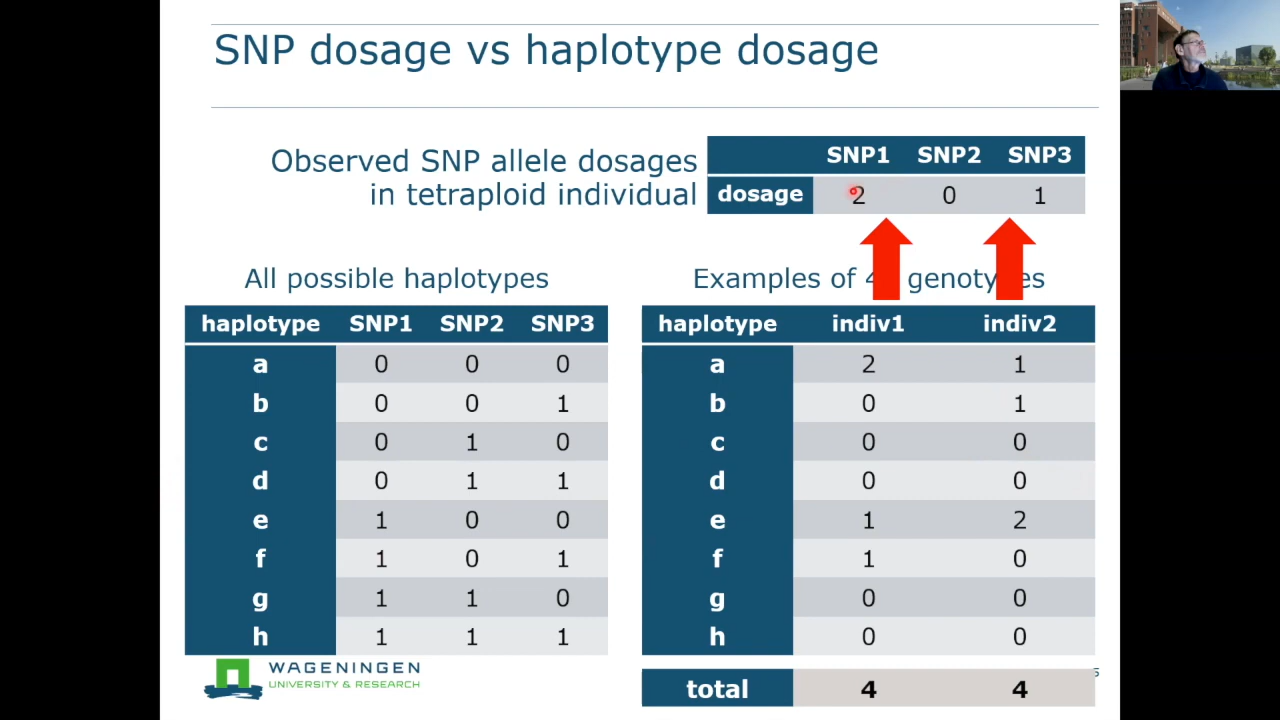 SNP dosage vs haplotype dosage
Observed SNP allele dosages
in tetraploid individual
SNP1 SNP2 SNP3
dosage 2 0 1
All possible haplotypes
haplotype SNP1 SNP2 SNP3
a 0 0 0
b 0 0 1
c 0 1 0
d 0 1 1
e 1 0 0
f 1 0 1
g 1 1 0
h 1 1 1
Examples of genotypes
haplotype indiv1 indiv2
a 2 1
b 0 1
c 0 0
d 0 0
e 1 2
f 1 0
g 0 0
h 0 0
total 4 4
WAGENINGEN
UNIVERSITY & RESEARCH